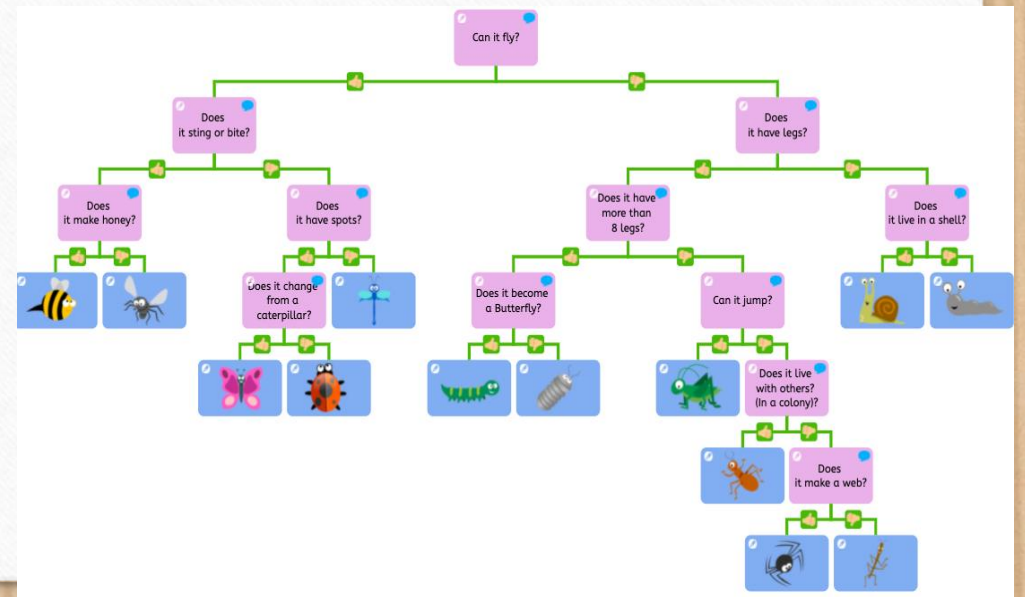 Can it fly?
Does
it sting or bite?
Does
it have legs?
Does
it make honey?
Does
it have spots?
Does it have
more than
8 legs?
Does
it live in a shell?
Does it change
from a
caterpillar?
Does it become
a Butterfly?
Can it jump?
Does it live
with others?
(In a colony)?
Does
it make a web?